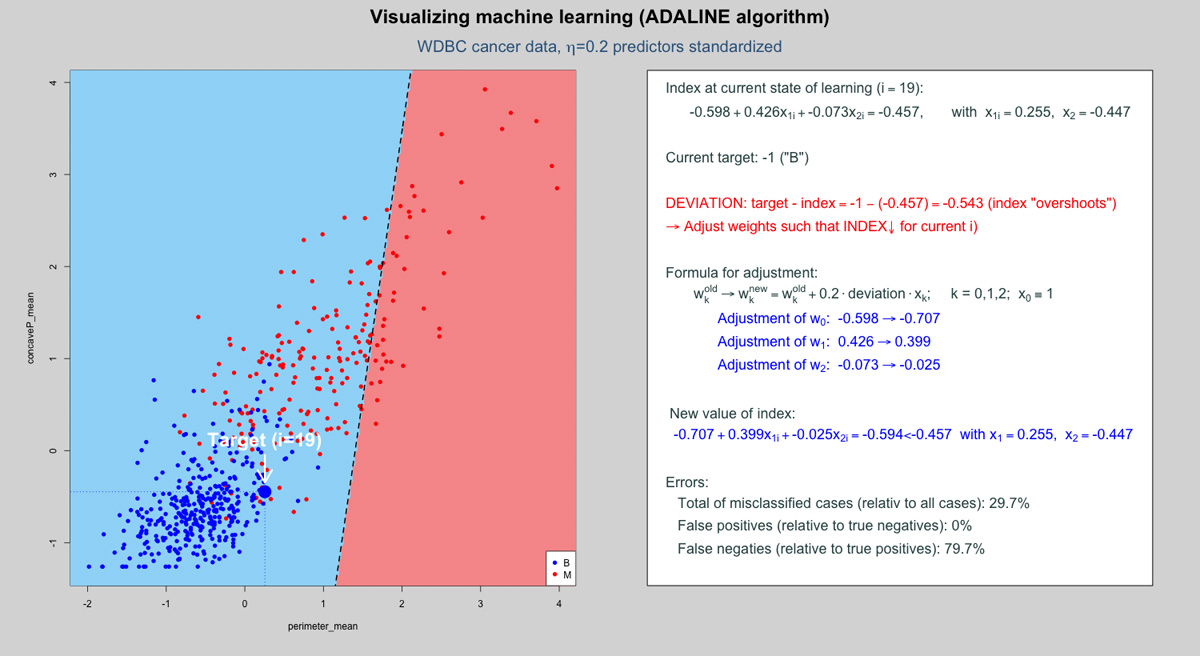 Visualizing machine learning (ADALINE algorithm)
WDBC cancer data, η=0.2 predictors standardized
concaveP_mean
4
3
2
1
0
-1
Target (i=19)
B
M
-2 -1 0 1 2 3 4
perimeter_mean
Index at current state of learning (i = 19):
-0.598 + 0.426x1i + -0.073x2i = -0.457, with x1i = 0.255, x2 = -0.447
Current target: -1 ("B")
DEVIATION: target - index = -1 − (-0.457) = -0.543 (index "overshoots")
→ Adjust weights such that INDEX↓ for current i)
Formula for adjustment:
wk^old → wk^new = wk^old + 0.2 · deviation · xk; k = 0,1,2; x0 ≡ 1
Adjustment of w0: -0.598 → -0.707
Adjustment of w1: 0.426 → 0.399
Adjustment of w2: -0.073 → -0.025
New value of index:
-0.707 + 0.399x1i + -0.025x2i = -0.594<-0.457 with x1 = 0.255, x2 = -0.447
Errors:
Total of misclassified cases (relativ to all cases): 29.7%
False positives (relative to true negatives): 0%
False negaties (relative to true positives): 79.7%